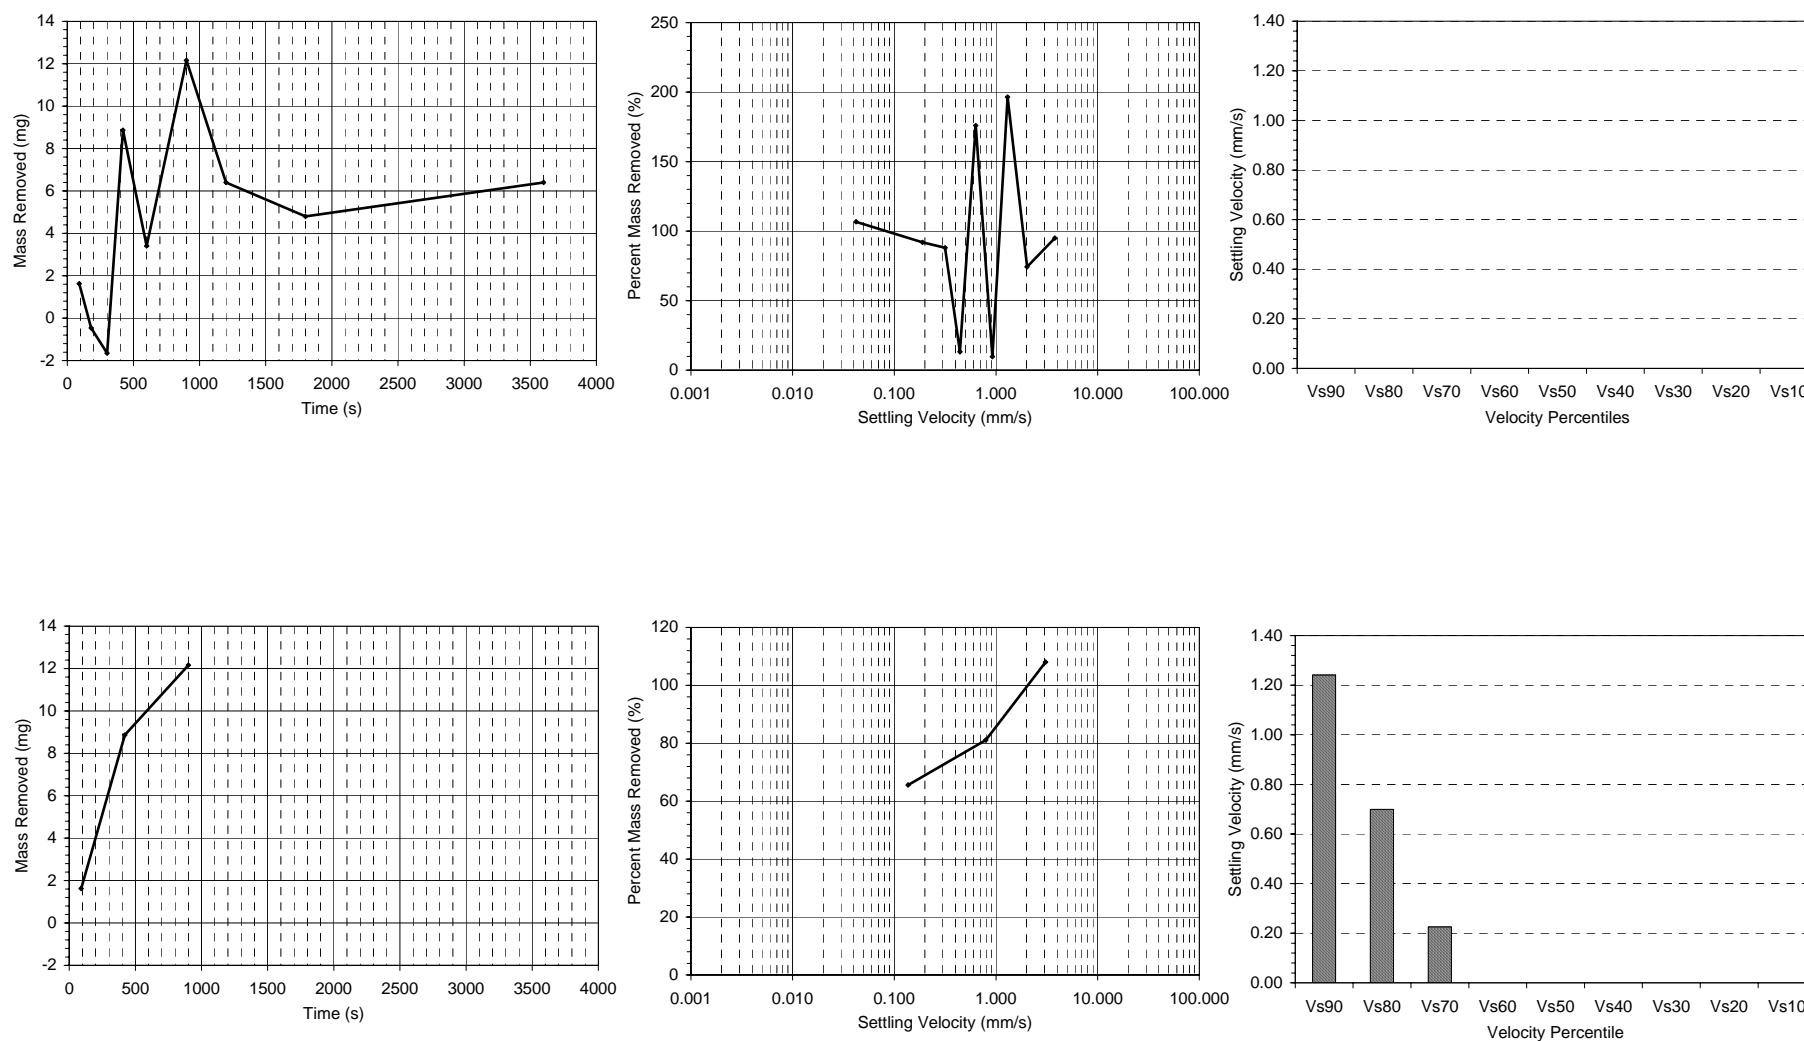 14
12
10
8
6
4
2
0
-2
Mass Removed (mg)
0 500 1000 1500 2000 2500 3000 3500 4000
Time (s)
250
200
150
100
50
0
Percent Mass Removed (%)
0.001 0.010 0.100 1.000 10.000 100.000
Settling Velocity (mm/s)
1.40
1.20
1.00
0.80
0.60
0.40
0.20
0.00
Settling Velocity (mm/s)
Vs90 Vs80 Vs70 Vs60 Vs50 Vs40 Vs30 Vs20 Vs10
Velocity Percentiles
14
12
10
8
6
4
2
0
-2
Mass Removed (mg)
0 500 1000 1500 2000 2500 3000 3500 4000
Time (s)
120
100
80
60
40
20
0
Percent Mass Removed (%)
0.001 0.010 0.100 1.000 10.000 100.000
Settling Velocity (mm/s)
1.40
1.20
1.00
0.80
0.60
0.40
0.20
0.00
Settling Velocity (mm/s)
Vs90 Vs80 Vs70 Vs60 Vs50 Vs40 Vs30 Vs20 Vs10
Velocity Percentile